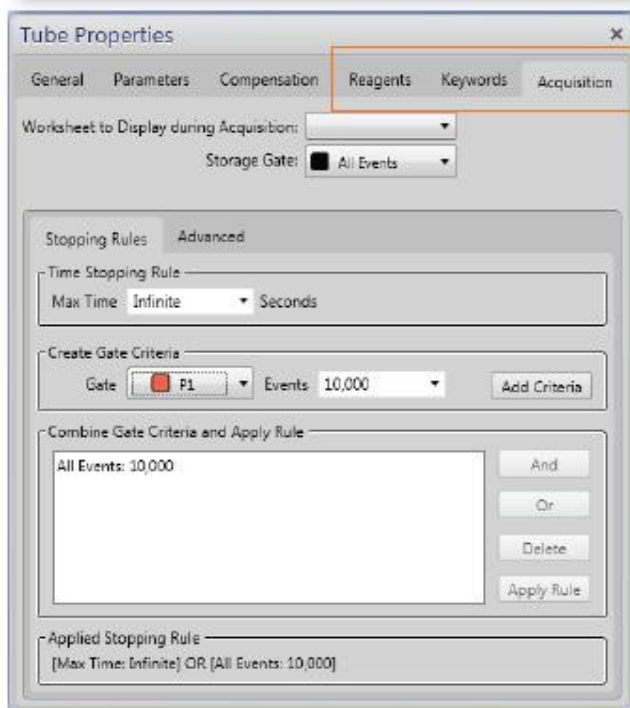 Tube Properties ×
General Parameters Compensation Reagents Keywords Acquisition
Worksheet to Display during Acquisition:
Storage Gate: All Events
Stopping Rules Advanced
Time Stopping Rule
Max Time Infinite Seconds
Create Gate Criteria
Gate P1 Events 10,000 Add Criteria
Combine Gate Criteria and Apply Rule
All Events: 10,000
And
Or
Delete
Apply Rule
Applied Stopping Rule
[Max Time: Infinite] OR [All Events: 10,000]